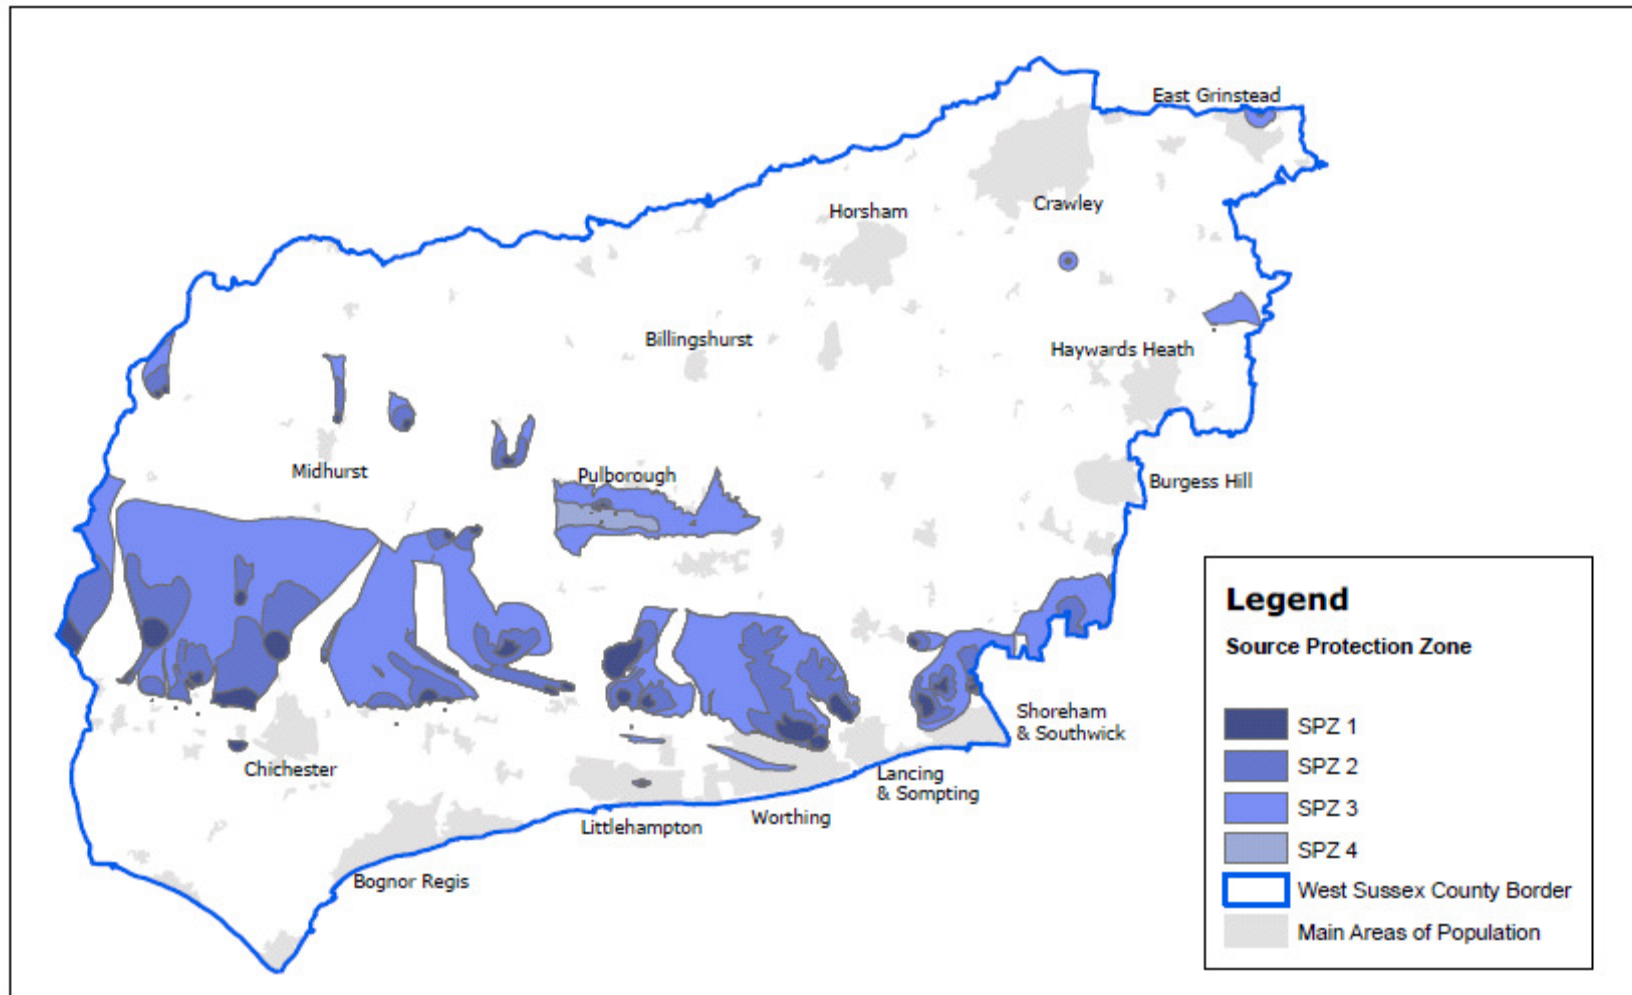 East Grinstead
Crawley
Horsham
Billingshurst
Haywards Heath
Midhurst
Pulborough
Burgess Hill
Shoreham
& Southwick
Chichester
Lancing
& Sompting
Littlehampton
Worthing
Bognor Regis
Legend
Source Protection Zone
SPZ 1
SPZ 2
SPZ 3
SPZ 4
West Sussex County Border
Main Areas of Population